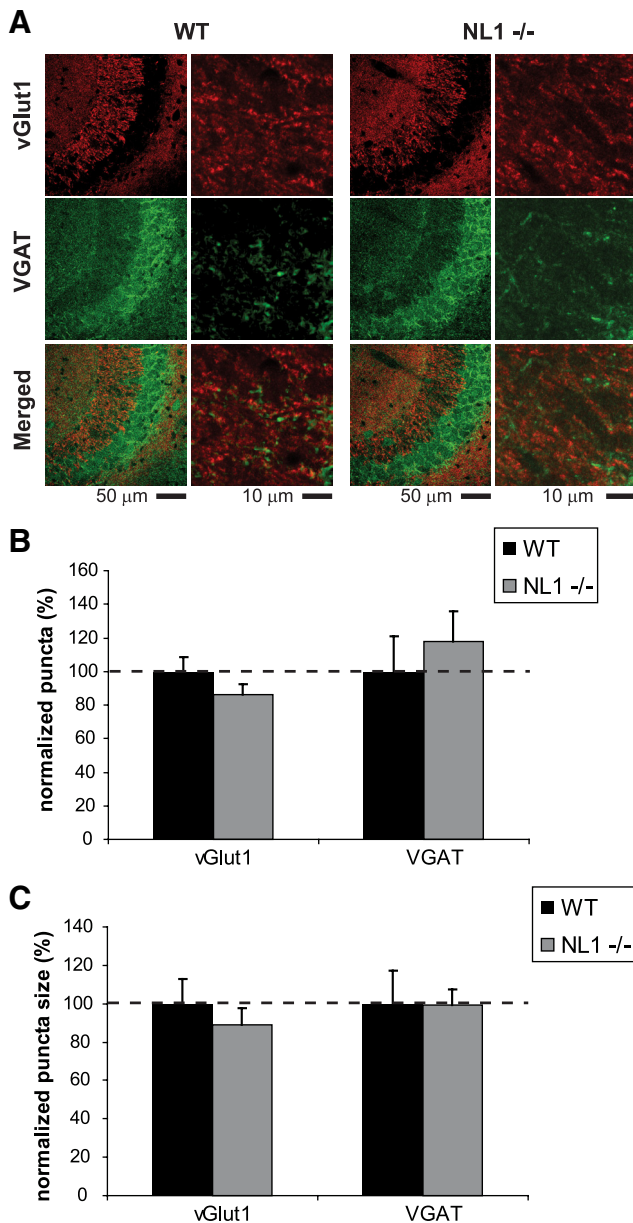 A
WT NL1 -/-
vGlut1
VGAT
Merged
50 µm 10 µm 50 µm 10 µm
B
WT
NL1 -/-
normalized puncta (%)
160
140
120
100
80
60
40
20
0
vGlut1 VGAT
C
WT
NL1 -/-
normalized puncta size (%)
140
120
100
80
60
40
20
0
vGlut1 VGAT